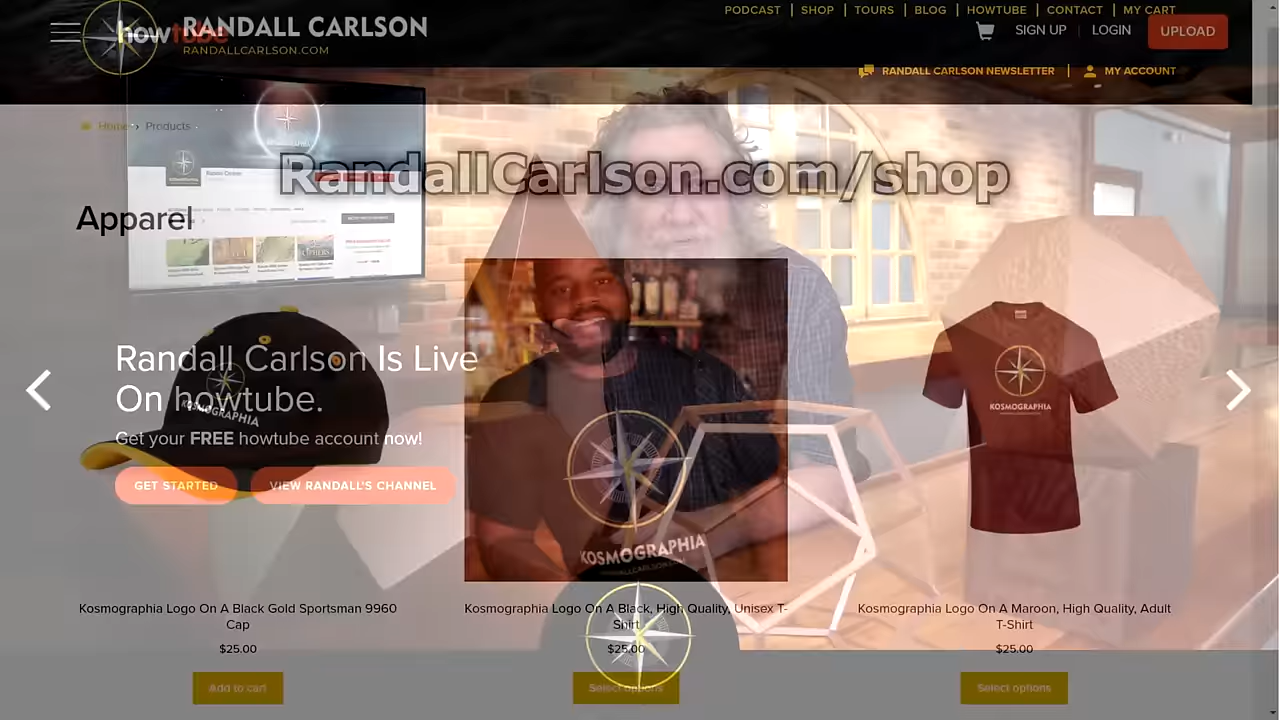 PODCAST | SHOP | TOURS | BLOG | HOWTUBE | CONTACT | MY CART
howtube
RANDALL CARLSON
RANDALLCARLSON.COM
SIGN UP | LOGIN
UPLOAD
RANDALL CARLSON NEWSLETTER | MY ACCOUNT
Home › Products
RandallCarlson.com/shop
Apparel
Randall Carlson Is Live
On howtube.
Get your FREE howtube account now!
GET STARTED
VIEW RANDALL'S CHANNEL
KOSMOGRAPHIA
KOSMOGRAPHIA
KOSMOGRAPHIA
Kosmographia Logo On A Black Gold Sportsman 9960
Cap
$25.00
Add to cart
Kosmographia Logo On A Black, High Quality, Unisex T-
Shirt
$25.00
Select options
Kosmographia Logo On A Maroon, High Quality, Adult
T-Shirt
$25.00
Select options